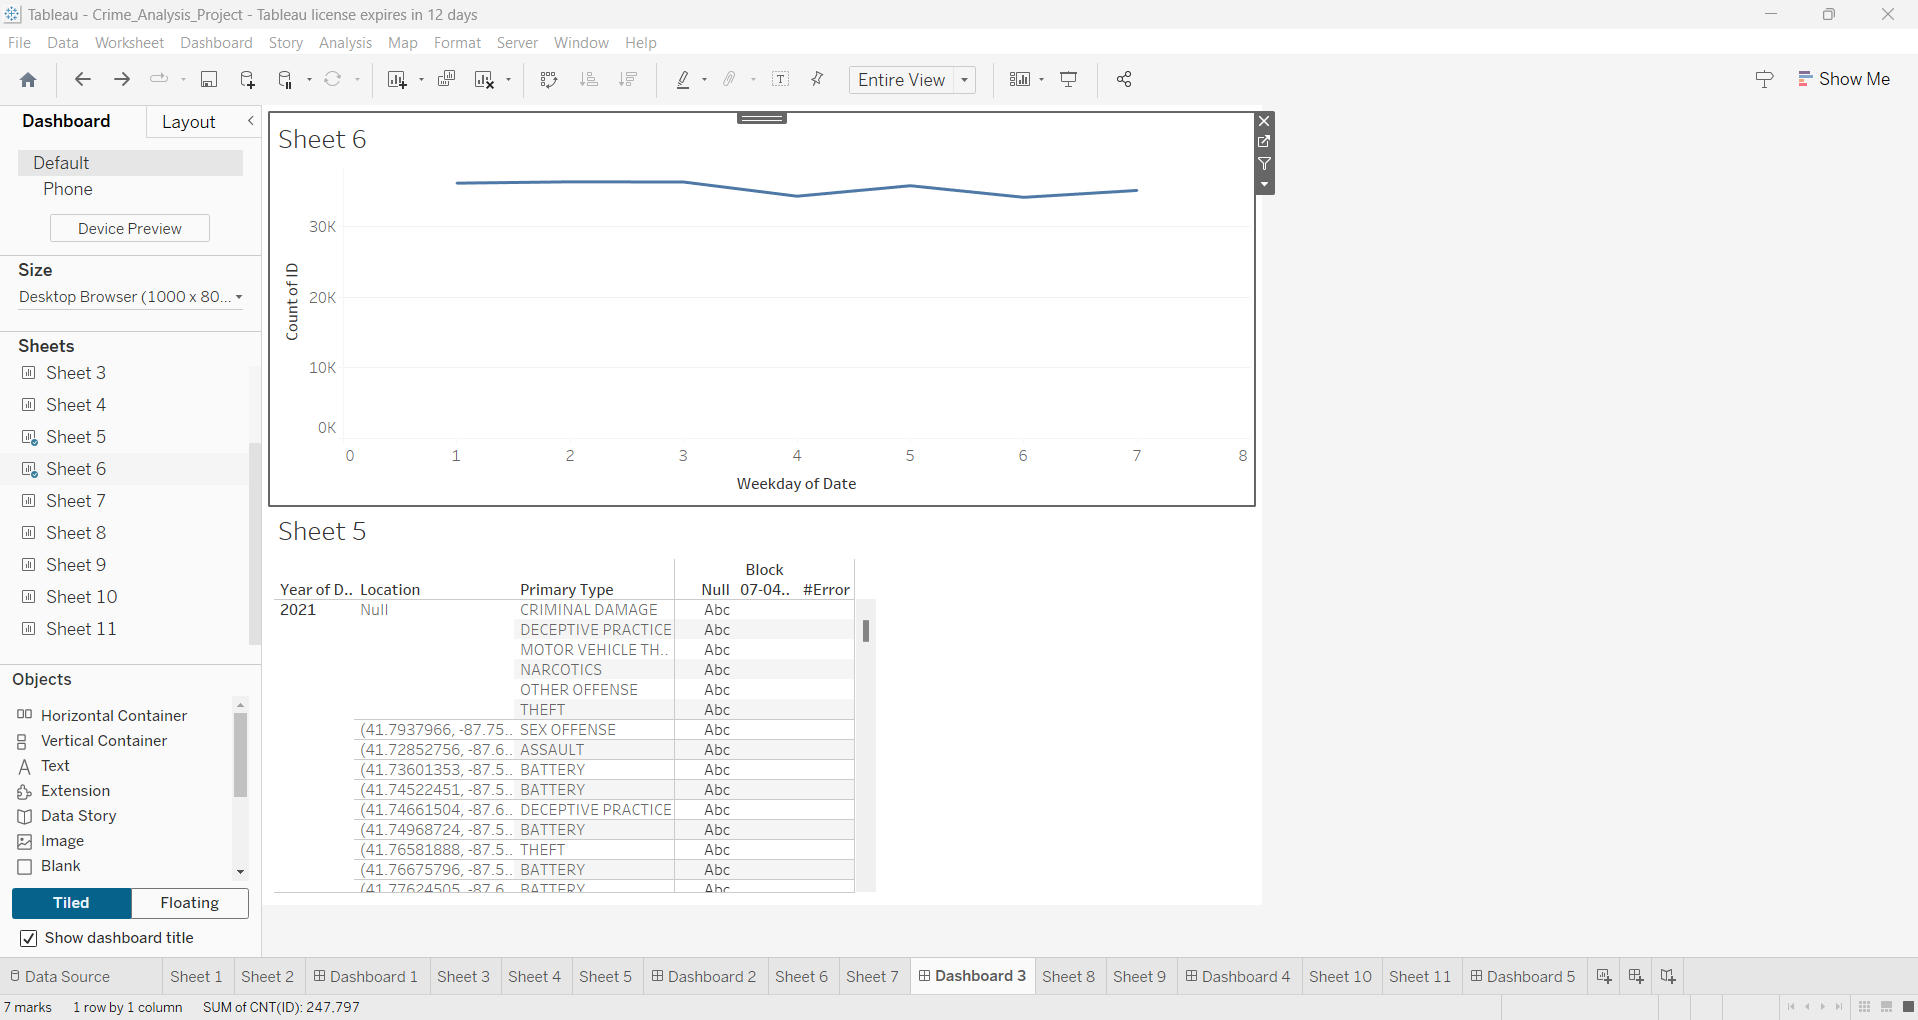 Tableau - Crime_Analysis_Project - Tableau license expires in 12 days
File Data Worksheet Dashboard Story Analysis Map Format Server Window Help
Entire View
Show Me
Dashboard Layout
Default
Phone
Device Preview
Size
Desktop Browser (1000 x 80...
Sheets
Sheet 3
Sheet 4
Sheet 5
Sheet 6
Sheet 7
Sheet 8
Sheet 9
Sheet 10
Sheet 11
Objects
Horizontal Container
Vertical Container
Text
Extension
Data Story
Image
Blank
Tiled Floating
Show dashboard title
Sheet 6
Count of ID
30K
20K
10K
0K
0 1 2 3 4 5 6 7 8
Weekday of Date
Sheet 5
Block
Year of D.. Location Primary Type Null 07-04.. #Error
2021 Null CRIMINAL DAMAGE Abc
DECEPTIVE PRACTICE Abc
MOTOR VEHICLE TH.. Abc
NARCOTICS Abc
OTHER OFFENSE Abc
THEFT Abc
(41.7937966, -87.75.. SEX OFFENSE Abc
(41.72852756, -87.6.. ASSAULT Abc
(41.73601353, -87.5.. BATTERY Abc
(41.74522451, -87.5.. BATTERY Abc
(41.74661504, -87.6.. DECEPTIVE PRACTICE Abc
(41.74968724, -87.5.. BATTERY Abc
(41.76581888, -87.5.. THEFT Abc
(41.76675796, -87.5.. BATTERY Abc
(41.77624505, -87.6.. BATTERY Abc
Data Source Sheet 1 Sheet 2 Dashboard 1 Sheet 3 Sheet 4 Sheet 5 Dashboard 2 Sheet 6 Sheet 7 Dashboard 3 Sheet 8 Sheet 9 Dashboard 4 Sheet 10 Sheet 11 Dashboard 5
7 marks 1 row by 1 column SUM of CNT(ID): 247,797